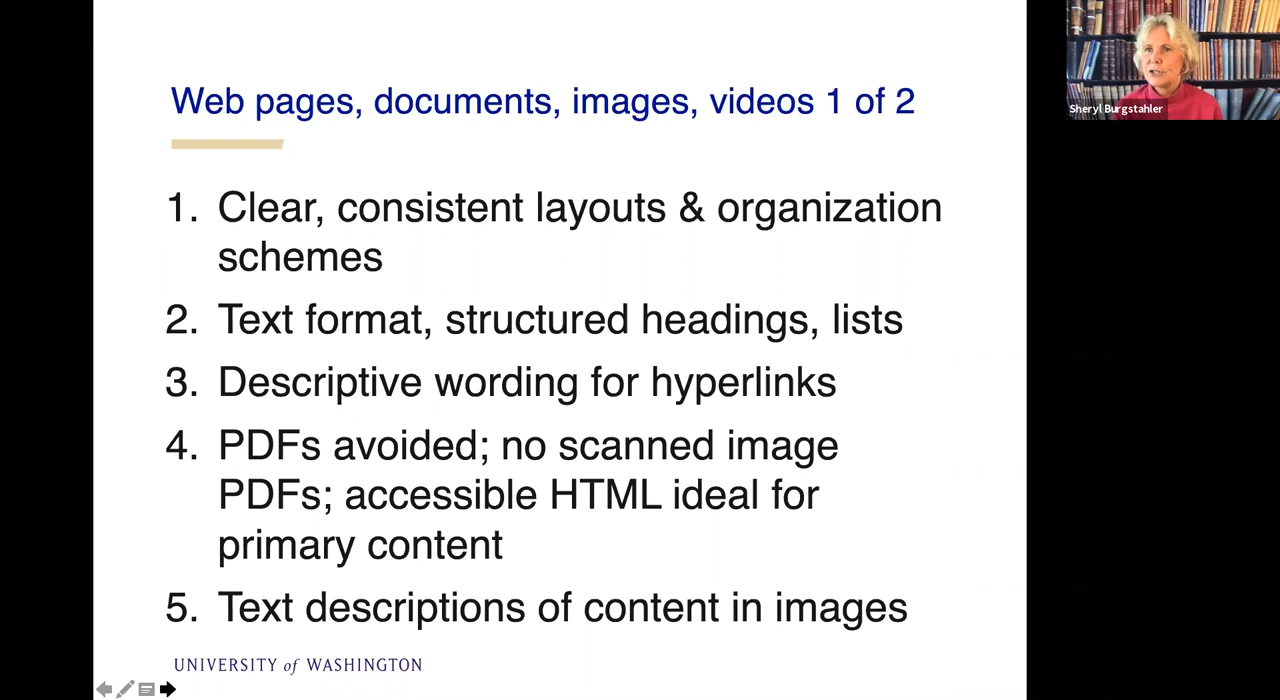 Web pages, documents, images, videos 1 of 2
1. Clear, consistent layouts & organization
schemes
2. Text format, structured headings, lists
3. Descriptive wording for hyperlinks
4. PDFs avoided; no scanned image
PDFs; accessible HTML ideal for
primary content
5. Text descriptions of content in images
UNIVERSITY of WASHINGTON
Sheryl Burgstahler